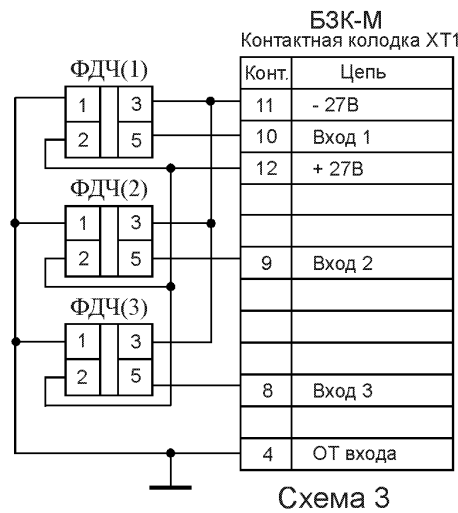 БЗК-М
Контактная колодка XT1
ФДЧ(1)
Конт. Цепь
1 3
11 - 27В
2 5
10 Вход 1
12 + 27В
ФДЧ(2)
1 3
2 5
9 Вход 2
ФДЧ(3)
1 3
2 5
8 Вход 3
4 ОТ входа
Схема 3